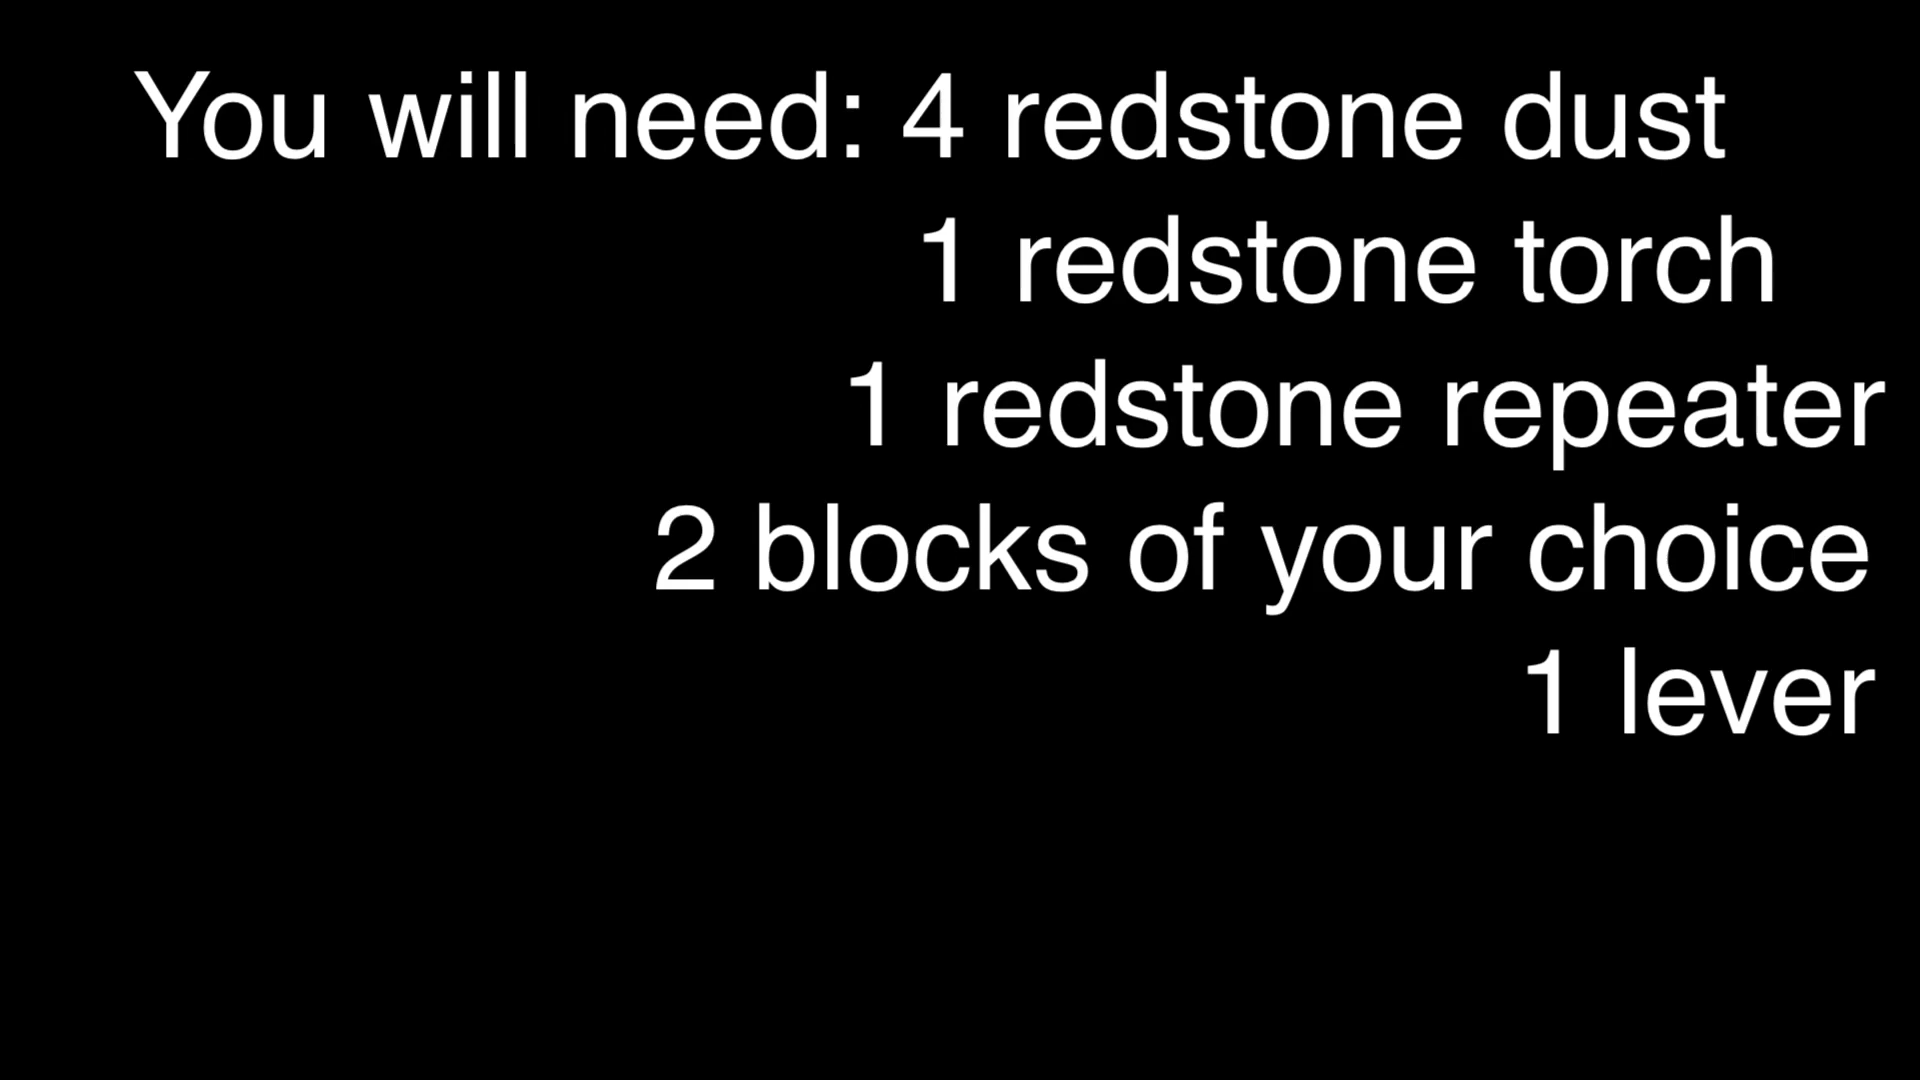 You will need: 4 redstone dust
1 redstone torch
1 redstone repeater
2 blocks of your choice
1 lever